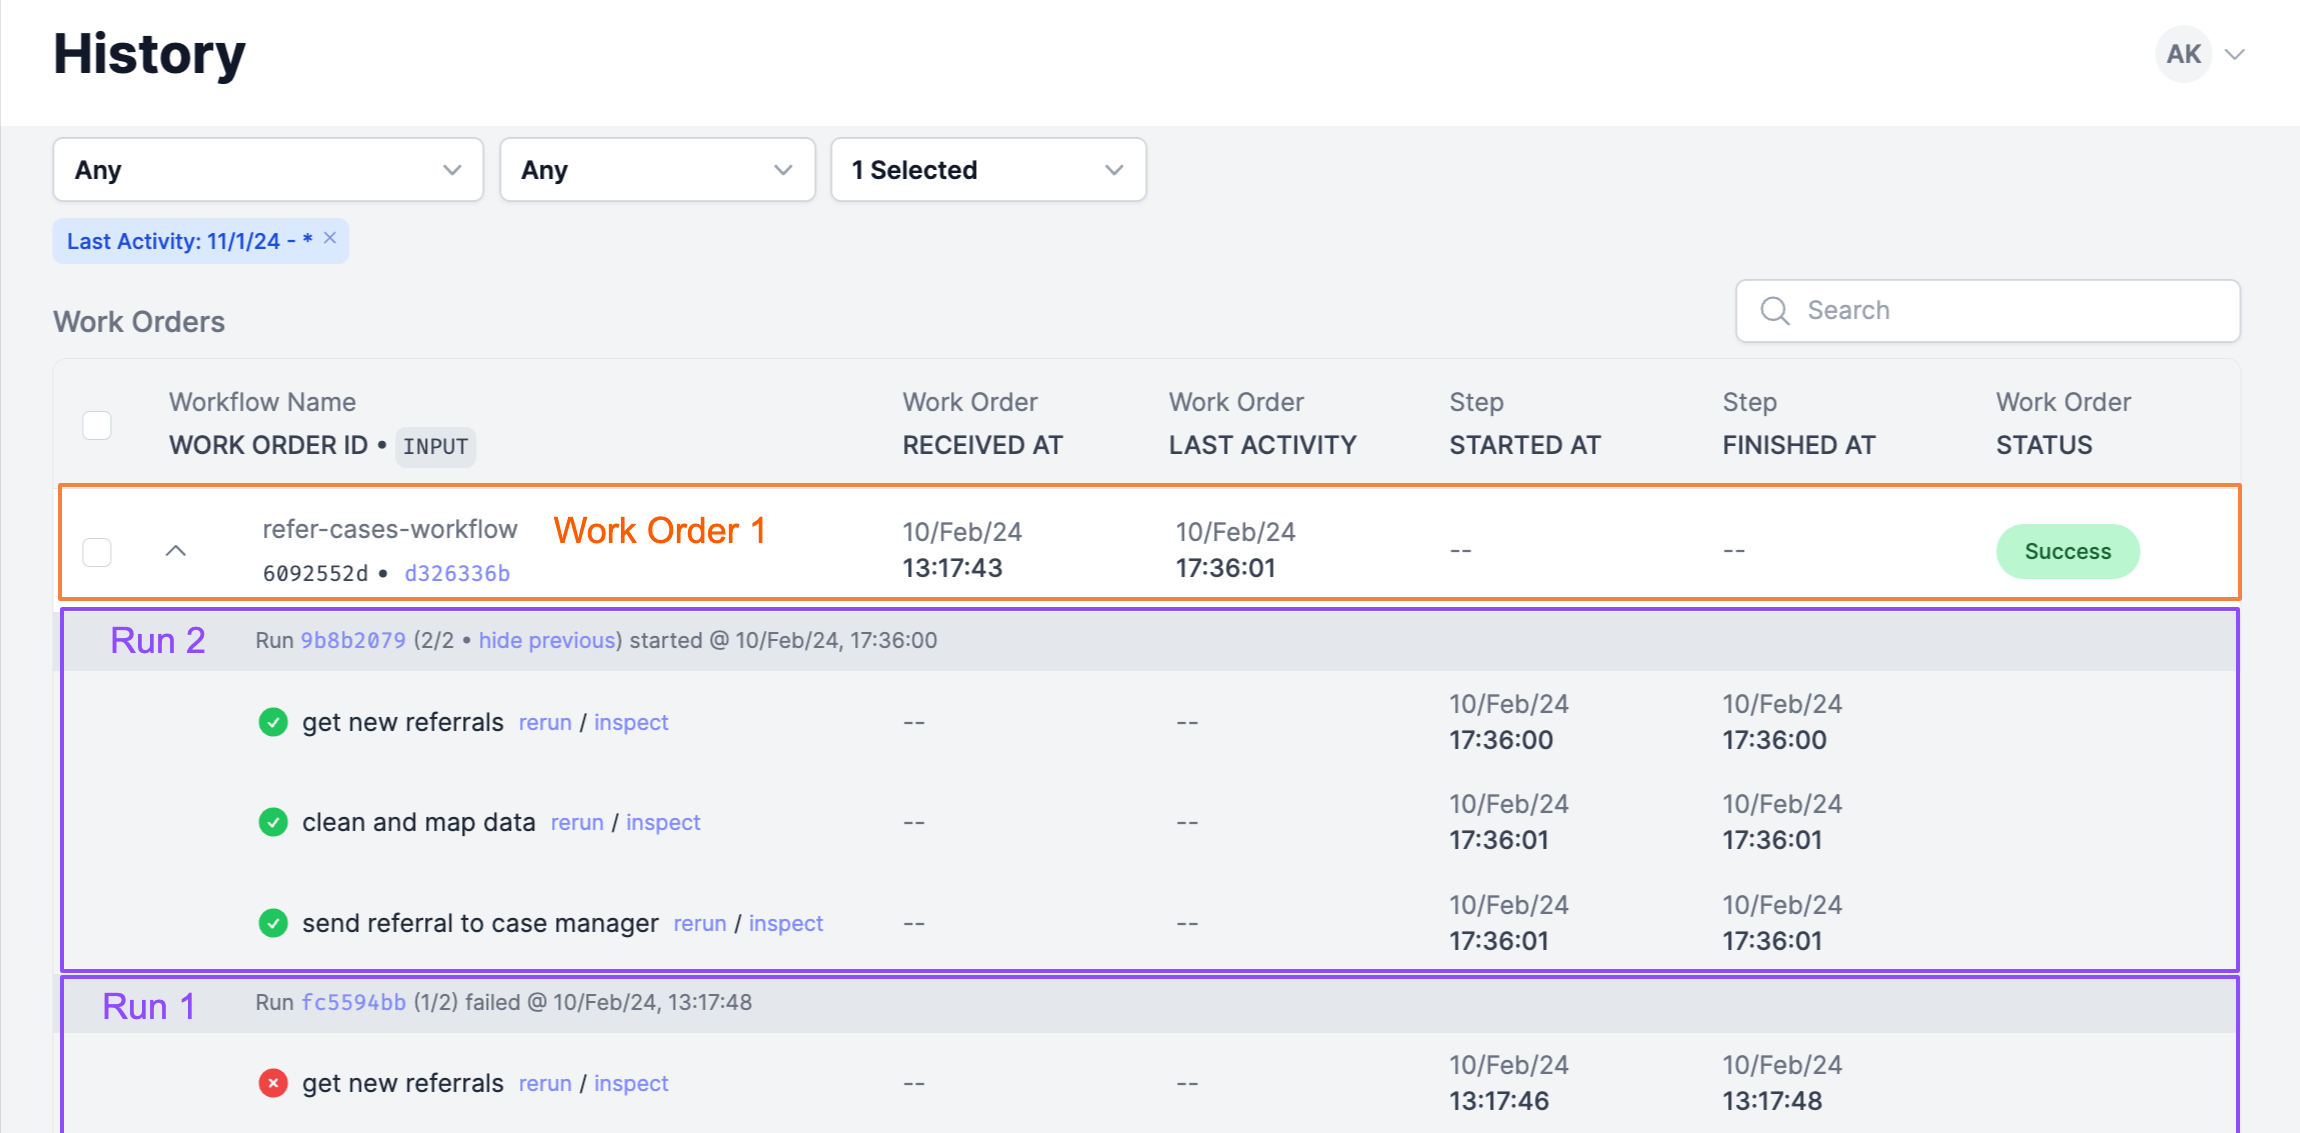 History
AK
Any
Any
1 Selected
Last Activity: 11/1/24 - * ×
Work Orders
Search
Workflow Name
WORK ORDER ID • INPUT
Work Order
RECEIVED AT
Work Order
LAST ACTIVITY
Step
STARTED AT
Step
FINISHED AT
Work Order
STATUS
refer-cases-workflow
6092552d • d326336b
Work Order 1
10/Feb/24
13:17:43
10/Feb/24
17:36:01
--
--
Success
Run 2
Run 9b8b2079 (2/2 • hide previous) started @ 10/Feb/24, 17:36:00
get new referrals rerun / inspect
--
--
10/Feb/24
17:36:00
10/Feb/24
17:36:00
clean and map data rerun / inspect
--
--
10/Feb/24
17:36:01
10/Feb/24
17:36:01
send referral to case manager rerun / inspect
--
--
10/Feb/24
17:36:01
10/Feb/24
17:36:01
Run 1
Run fc5594bb (1/2) failed @ 10/Feb/24, 13:17:48
get new referrals rerun / inspect
--
--
10/Feb/24
13:17:46
10/Feb/24
13:17:48